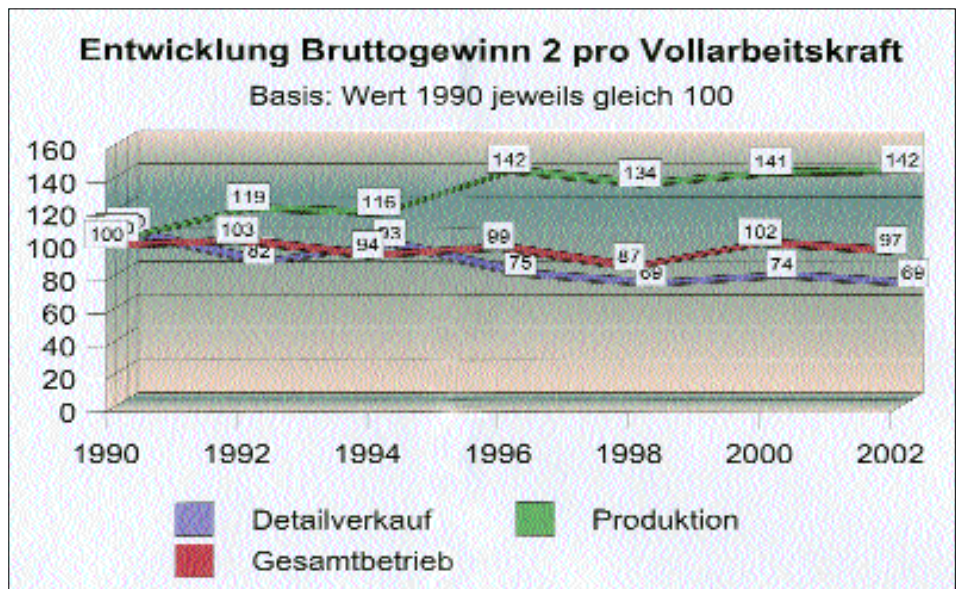 Entwicklung Bruttogewinn 2 pro Vollarbeitskraft
Basis: Wert 1990 jeweils gleich 100
160
140
120
100
80
60
40
20
0
142 134 141 142
119 116
100 103 94 93 99 87 102 97
82 75 69 74 69
1990 1992 1994 1996 1998 2000 2002
Detailverkauf Produktion
Gesamtbetrieb